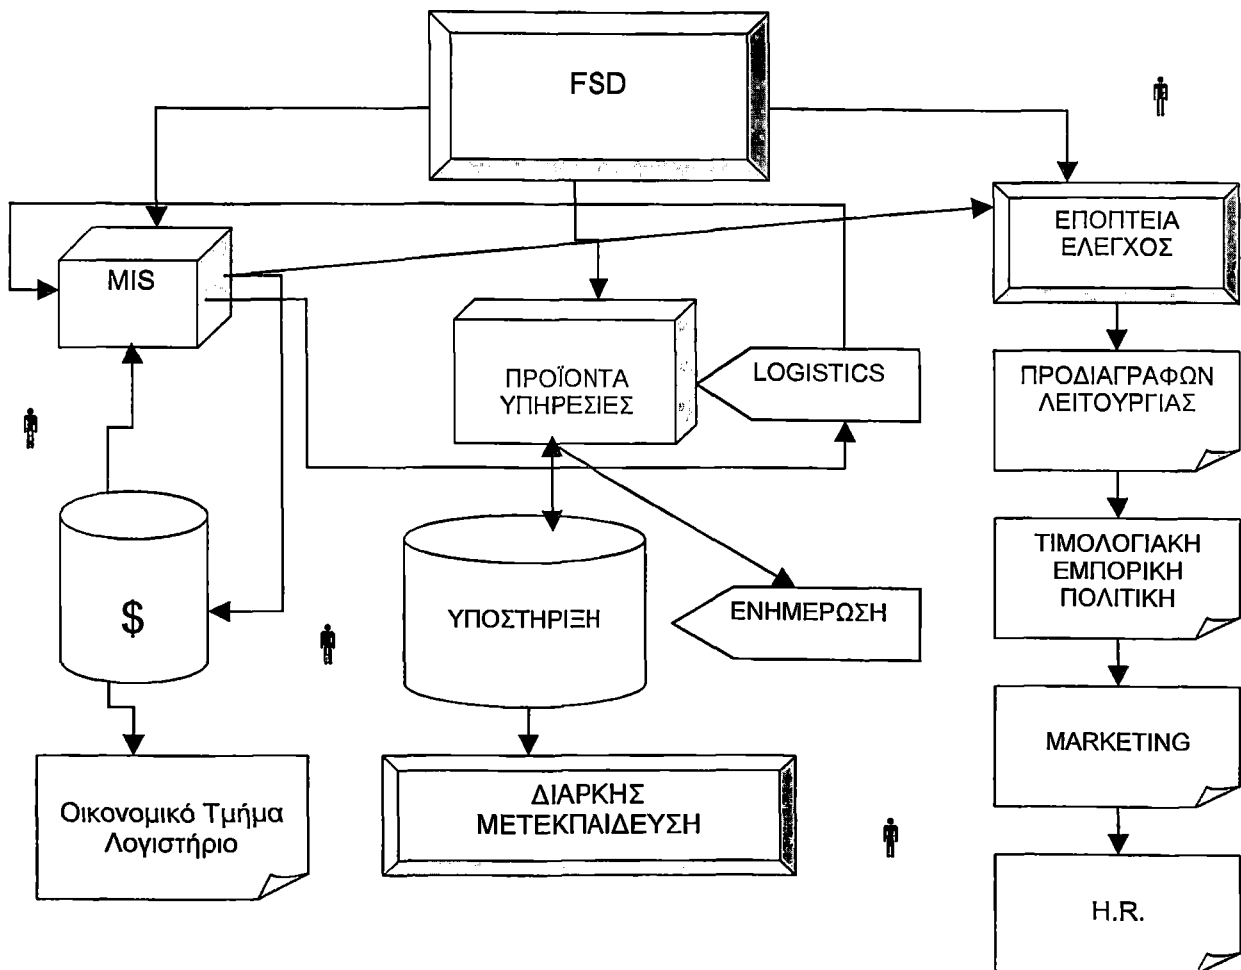 FSD
ΕΠΟΠΤΕΙΑ
ΕΛΕΓΧΟΣ
MIS
ΠΡΟΪΟΝΤΑ
ΥΠΗΡΕΣΙΕΣ
LOGISTICS
ΠΡΟΔΙΑΓΡΑΦΩΝ
ΛΕΙΤΟΥΡΓΙΑΣ
$
ΥΠΟΣΤΗΡΙΞΗ
ΕΝΗΜΕΡΩΣΗ
ΤΙΜΟΛΟΓΙΑΚΗ
ΕΜΠΟΡΙΚΗ
ΠΟΛΙΤΙΚΗ
Οικονομικό Τμήμα
Λογιστήριο
ΔΙΑΡΚΗΣ
ΜΕΤΕΚΠΑΙΔΕΥΣΗ
MARKETING
H.R.